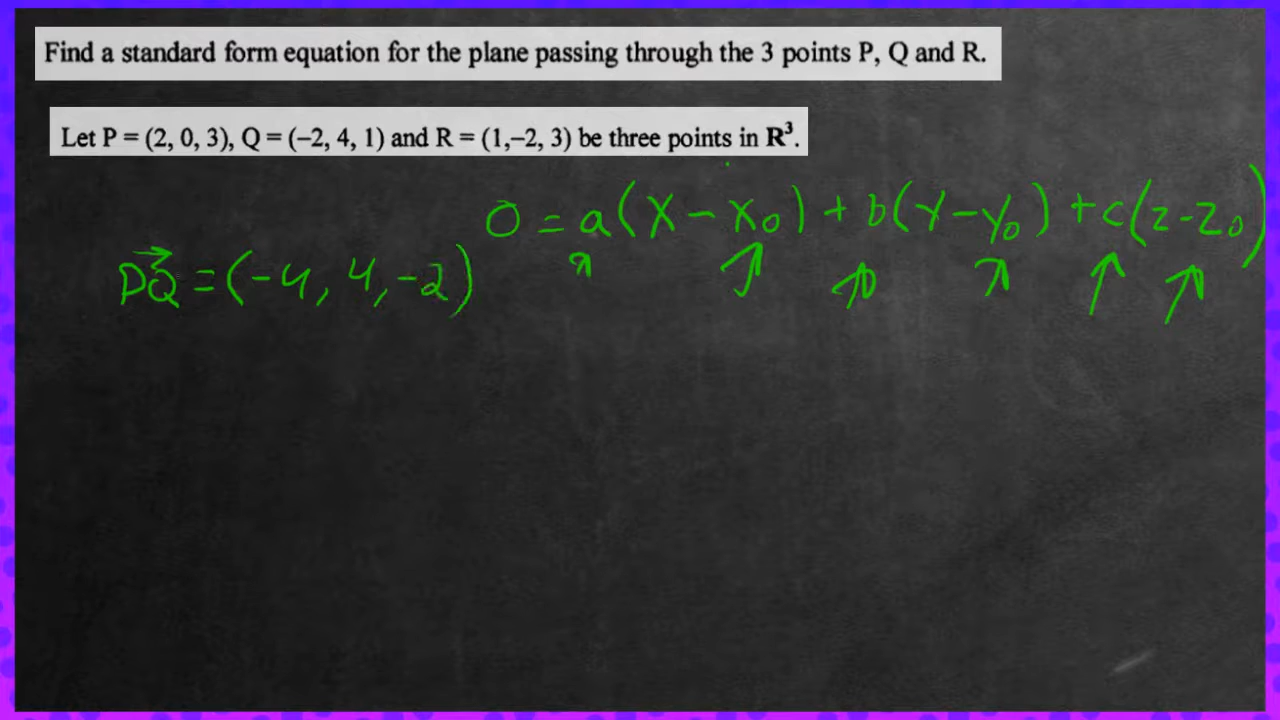 Find a standard form equation for the plane passing through the 3 points P, Q and R.
Let P = (2, 0, 3), Q = (–2, 4, 1) and R = (1,–2, 3) be three points in R³.
0 = a(x - x₀) + b(y - y₀) + c(z - z₀)
PQ⃗ = (-4, 4, -2)